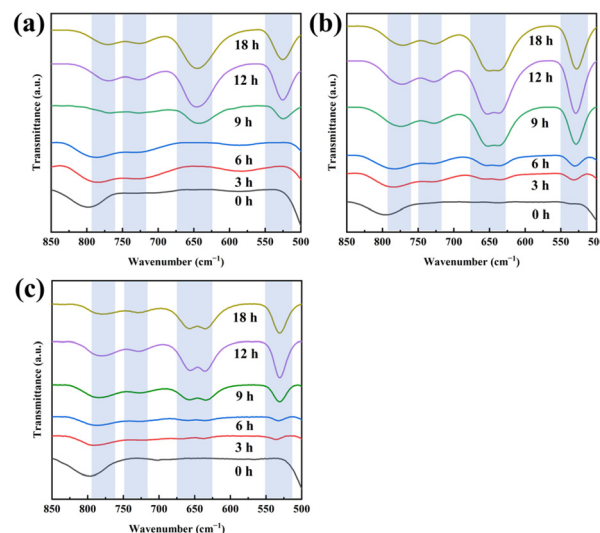 (a)
Transmittance (a.u.)
18 h
12 h
9 h
6 h
3 h
0 h
850 800 750 700 650 600 550 500
Wavenumber (cm⁻¹)
(b)
Transmittance (a.u.)
18 h
12 h
9 h
6 h
3 h
0 h
850 800 750 700 650 600 550 500
Wavenumber (cm⁻¹)
(c)
Transmittance (a.u.)
18 h
12 h
9 h
6 h
3 h
0 h
850 800 750 700 650 600 550 500
Wavenumber (cm⁻¹)